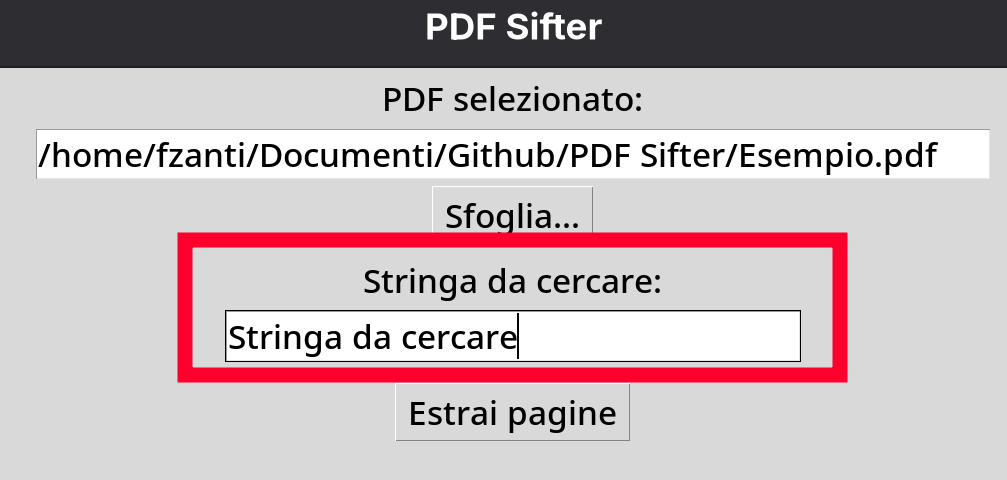 PDF Sifter
PDF selezionato:
/home/fzanti/Documenti/Github/PDF Sifter/Esempio.pdf
Sfoglia...
Stringa da cercare:
Stringa da cercare
Estrai pagine